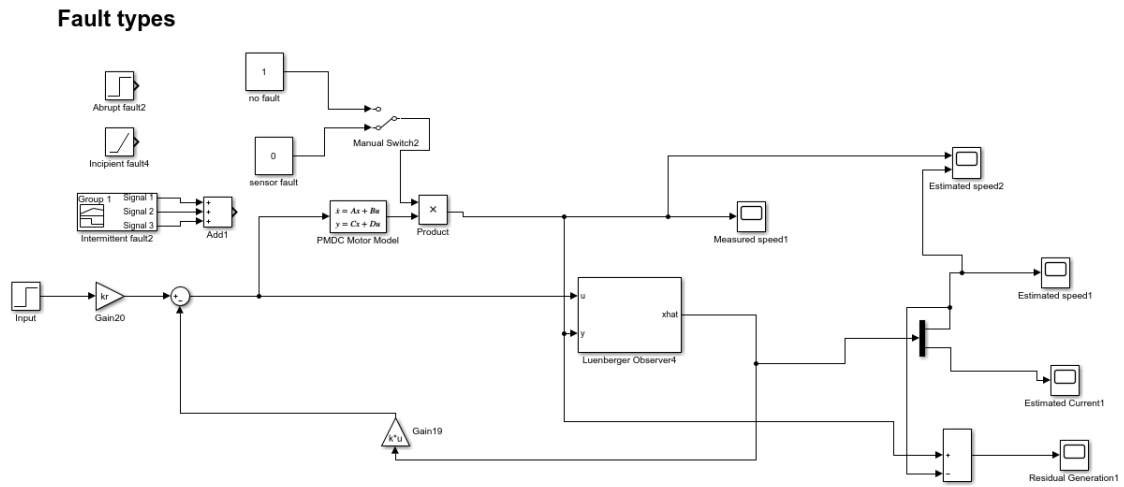 Fault types
Abrupt fault2
1
no fault
Manual Switch2
Incipient fault4
0
sensor fault
Estimated speed2
Group 1
Signal 1
Signal 2
Signal 3
Intermittent fault2
+
+
+
Add1
ẋ = Ax + Bu
y = Cx + Du
PMDC Motor Model
×
Product
Measured speed1
Input
kr
Gain20
+
−
u
y
xhat
Luenberger Observer4
Estimated speed1
Estimated Current1
k*u
Gain19
+
−
Residual Generation1